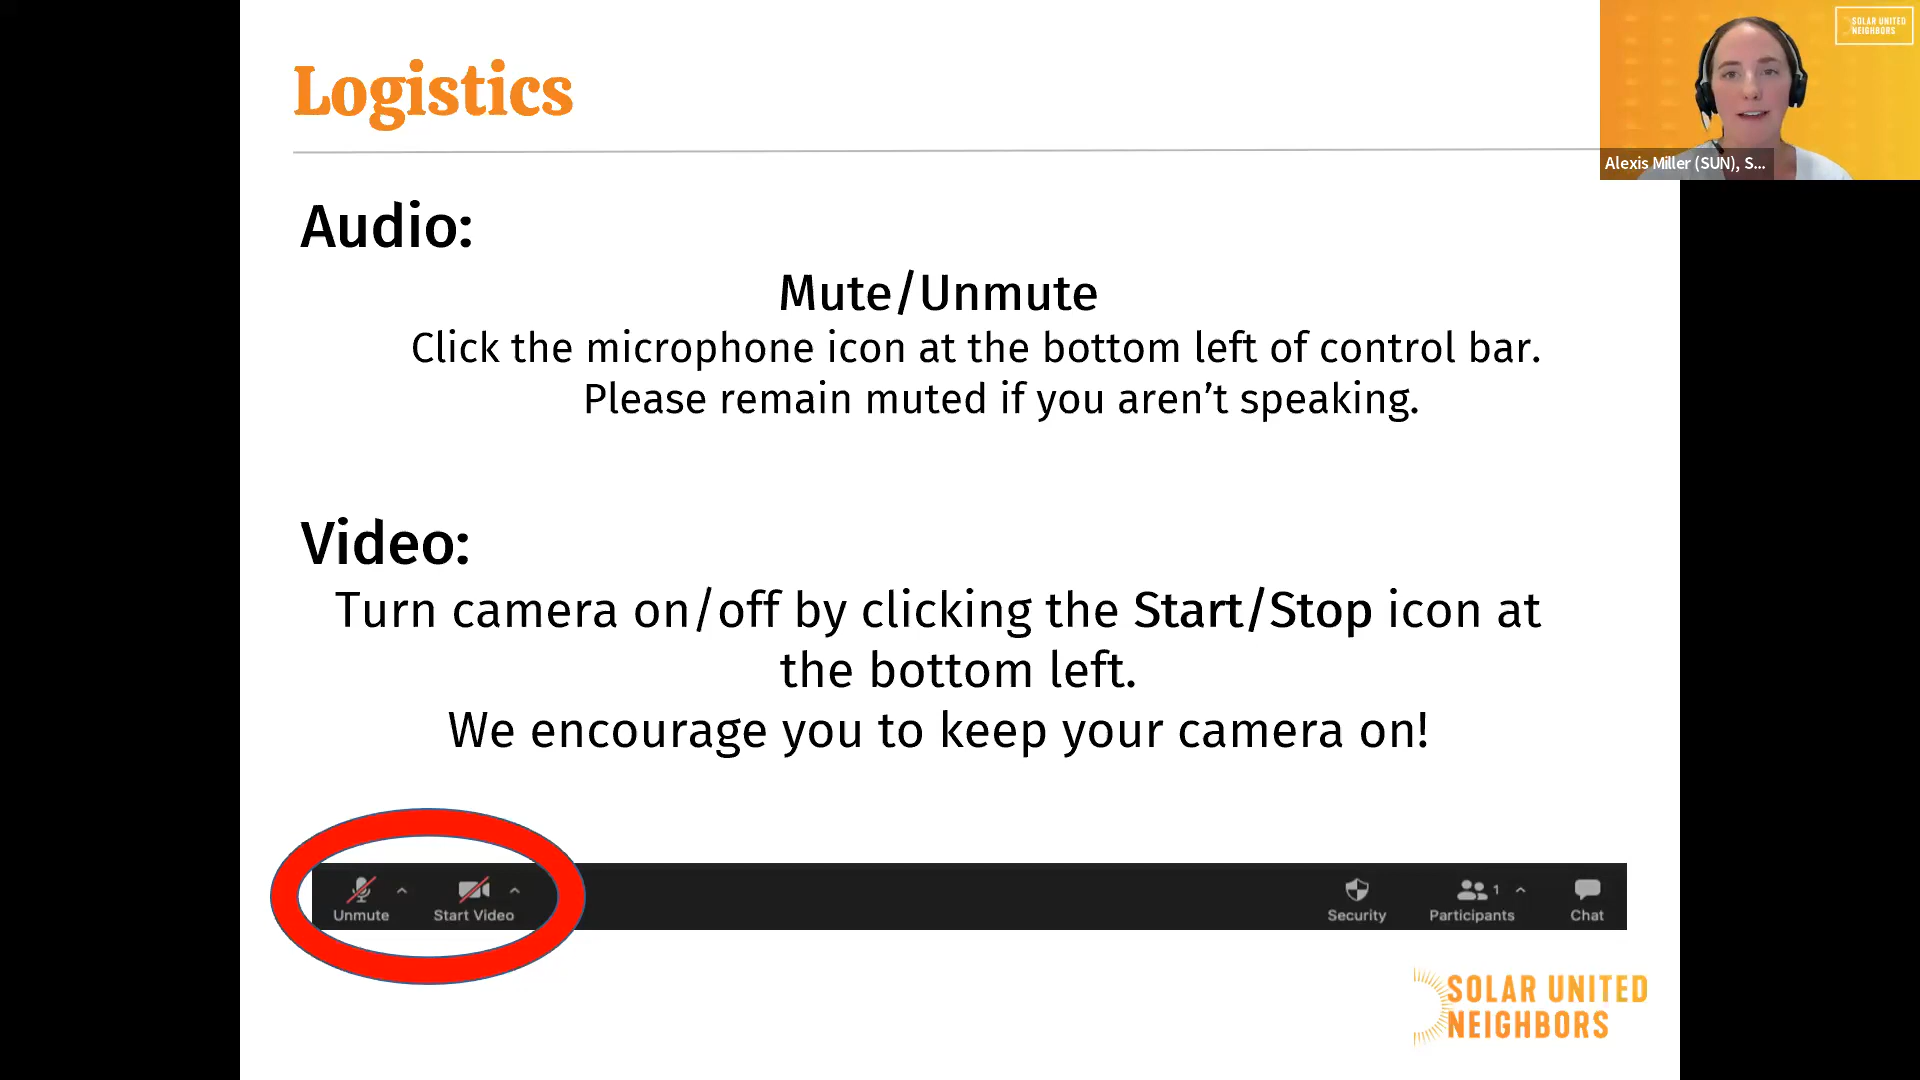 Logistics
SOLAR UNITED
NEIGHBORS
Alexis Miller (SUN), S...
Audio:
Mute/Unmute
Click the microphone icon at the bottom left of control bar.
Please remain muted if you aren’t speaking.
Video:
Turn camera on/off by clicking the Start/Stop icon at
the bottom left.
We encourage you to keep your camera on!
Unmute
Start Video
Security
1
Participants
Chat
SOLAR UNITED
NEIGHBORS